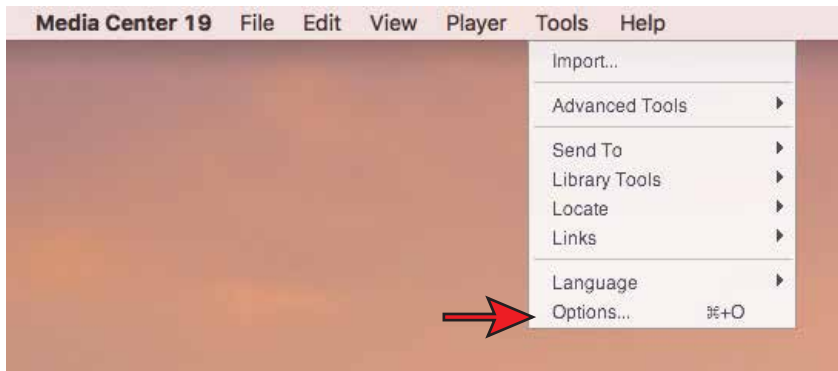 Media Center 19 File Edit View Player Tools Help
Import...
Advanced Tools
Send To
Library Tools
Locate
Links
Language
Options... ⌘+O